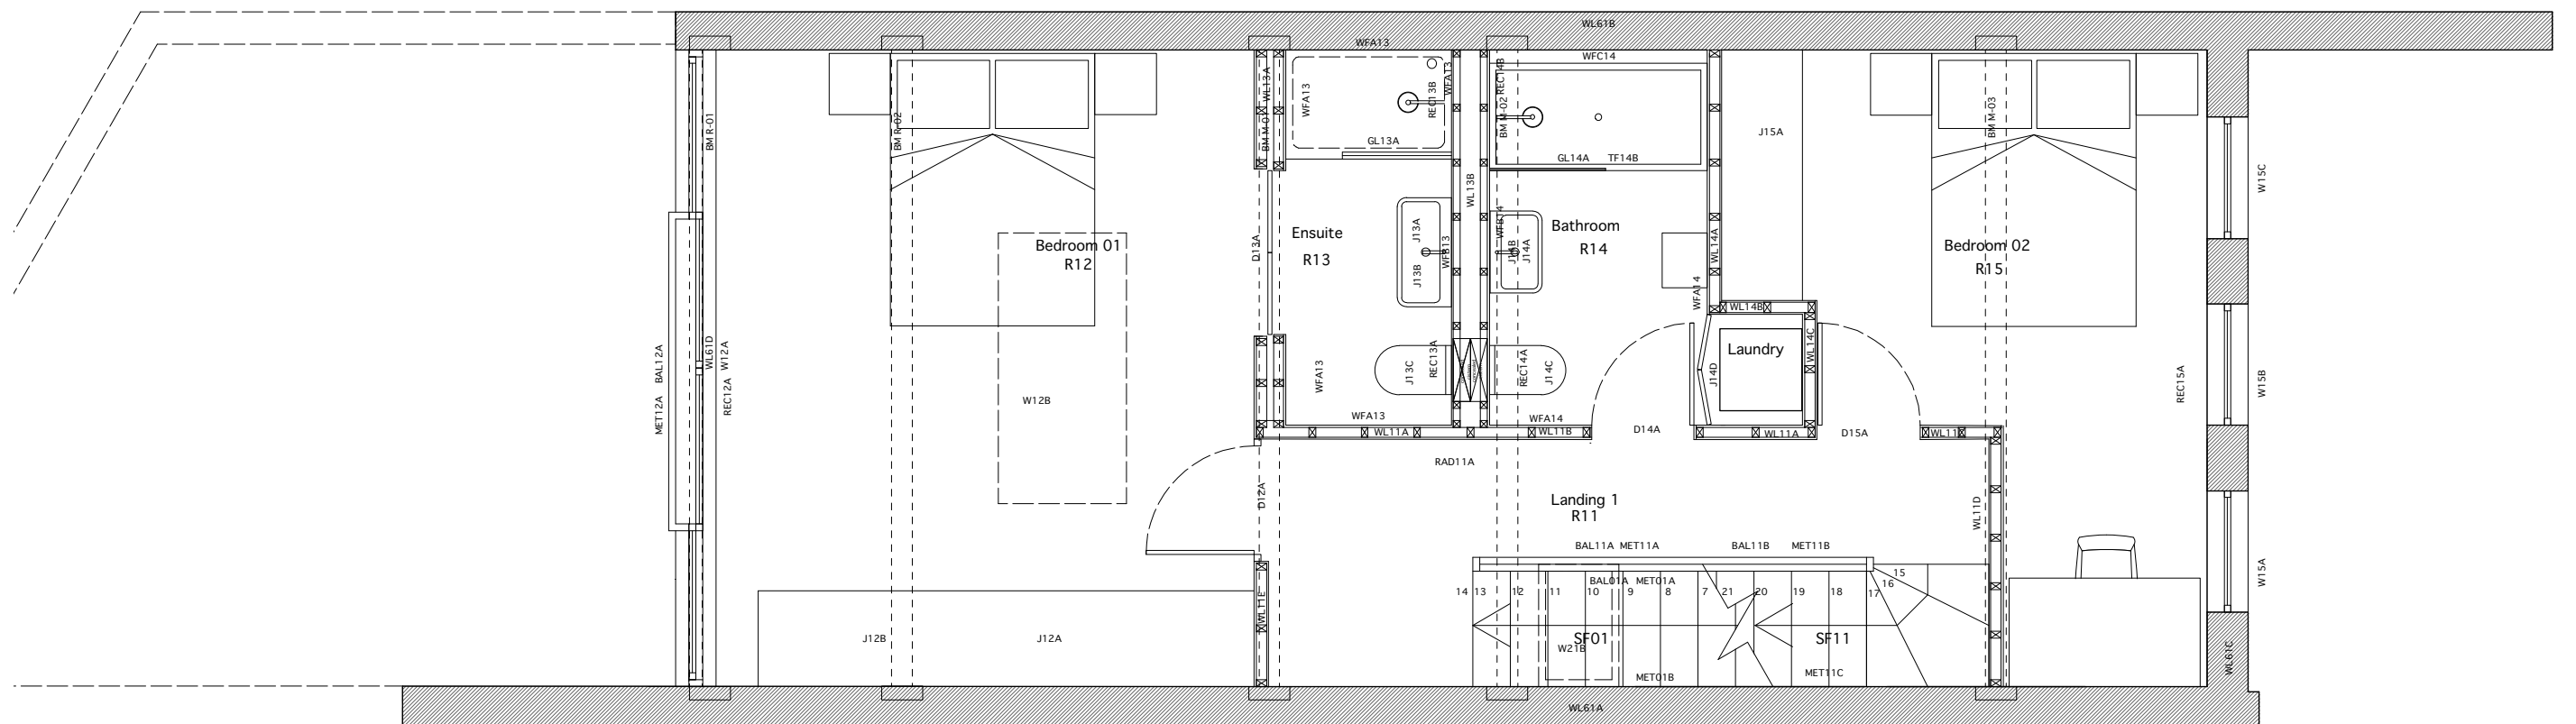 WL61B
WFA13
WFC14
WL13A
WFA13
WFA13
REC13B
REC14B
BM R-01
BM R-02
BM M-01
BM M-02
BM M-03
J15A
GL13A
GL14A TF14B
W15C
WL13B
Bedroom 01
R12
D13A
Ensuite
R13
J13A
J13B
WFB13
WFB14
J14B
J14A
Bathroom
R14
WL14A
WFA14
Bedroom 02
R15
WL14B
WL14C
Laundry
J14D
MET12A BAL12A
WL61D
REC12A W12A
W12B
WFA13
J13C
REC13A
REC14A
J14C
REC15A
W15B
WFA13
WFA14
WL11A
WL11B
D14A
WL11A
D15A
RAD11A
D12A
Landing 1
R11
WL11D
BAL11A MET11A
BAL11B MET11B
BAL01A MET01A
14 13 12 11 10 9 8 7 21 20 19 18 17 16 15
W15A
WL11E
J12B
J12A
SF01
W21B
SF11
MET01B
MET11C
WL61C
WL61A